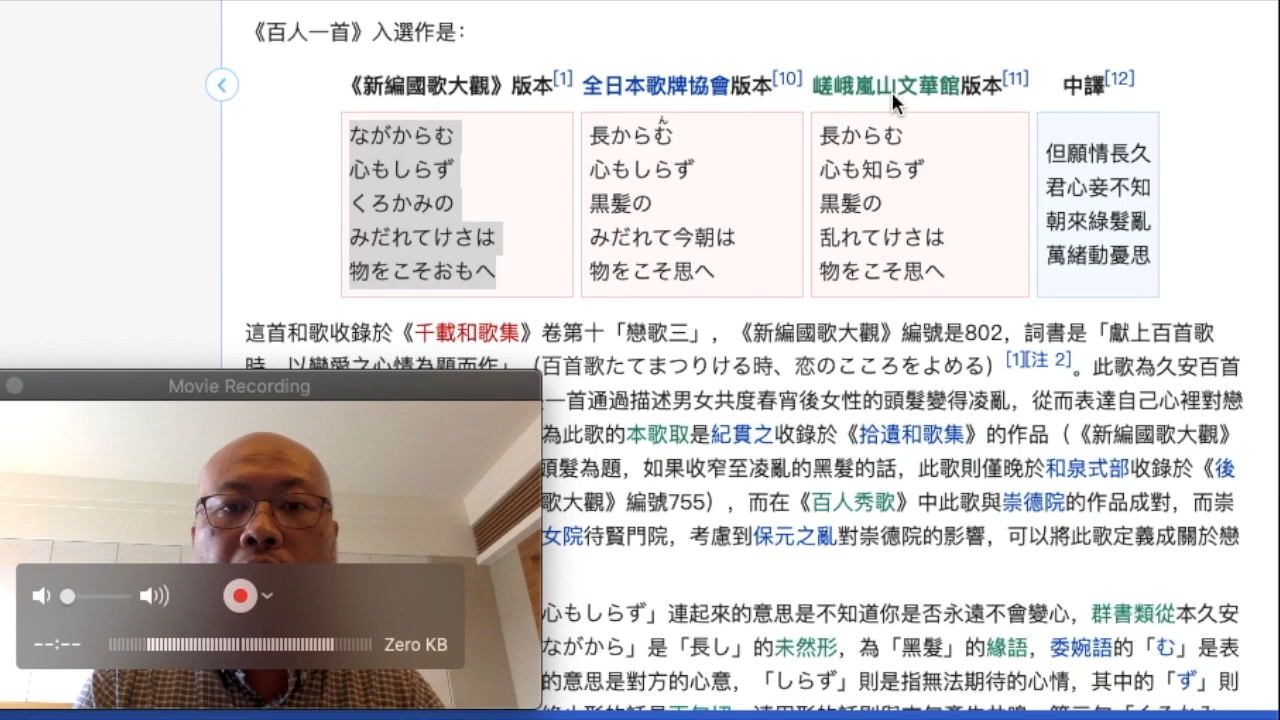 《百人一首》入選作是：
《新編國歌大觀》版本[1] 全日本歌牌協會版本[10] 嵯峨嵐山文華館版本[11] 中譯[12]
ながからむ
心もしらず
くろかみの
みだれてけさは
物をこそおもへ
ん
長からむ
心もしらず
黒髪の
みだれて今朝は
物をこそ思へ
長からむ
心も知らず
黒髪の
乱れてけさは
物をこそ思へ
但願情長久
君心妾不知
朝來綠髮亂
萬緒動憂思
這首和歌收錄於《千載和歌集》卷第十「戀歌三」，《新編國歌大觀》編號是802，詞書是「獻上百首歌
時，以戀愛之心情為題而作」（百首歌たてまつりける時、恋のこころをよめる）[1][注 2]。此歌為久安百首
一首通過描述男女共度春宵後女性的頭髮變得凌亂，從而表達自己心裡對戀
為此歌的本歌取是紀貫之收錄於《拾遺和歌集》的作品（《新編國歌大觀》
頭髮為題，如果收窄至凌亂的黑髮的話，此歌則僅晚於和泉式部收錄於《後
歌大觀》編號755），而在《百人秀歌》中此歌與崇德院的作品成對，而崇
女院待賢門院，考慮到保元之亂對崇德院的影響，可以將此歌定義成關於戀
心もしらず」連起來的意思是不知道你是否永遠不會變心，群書類從本久安
ながから」是「長し」的未然形，為「黑髮」的緣語，委婉語的「む」是表
的意思是對方的心意，「しらず」則是指無法期待的心情，其中的「ず」則
Movie Recording
--:-- Zero KB